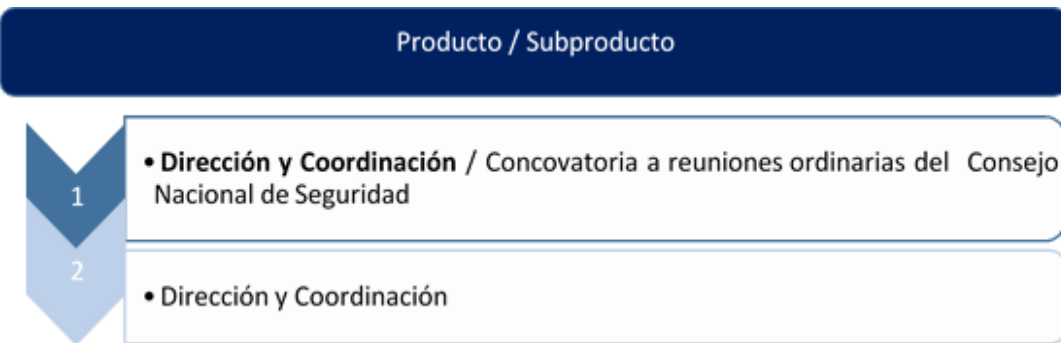 Producto / Subproducto
1
• Dirección y Coordinación / Concovatoria a reuniones ordinarias del Consejo
Nacional de Seguridad
2
• Dirección y Coordinación